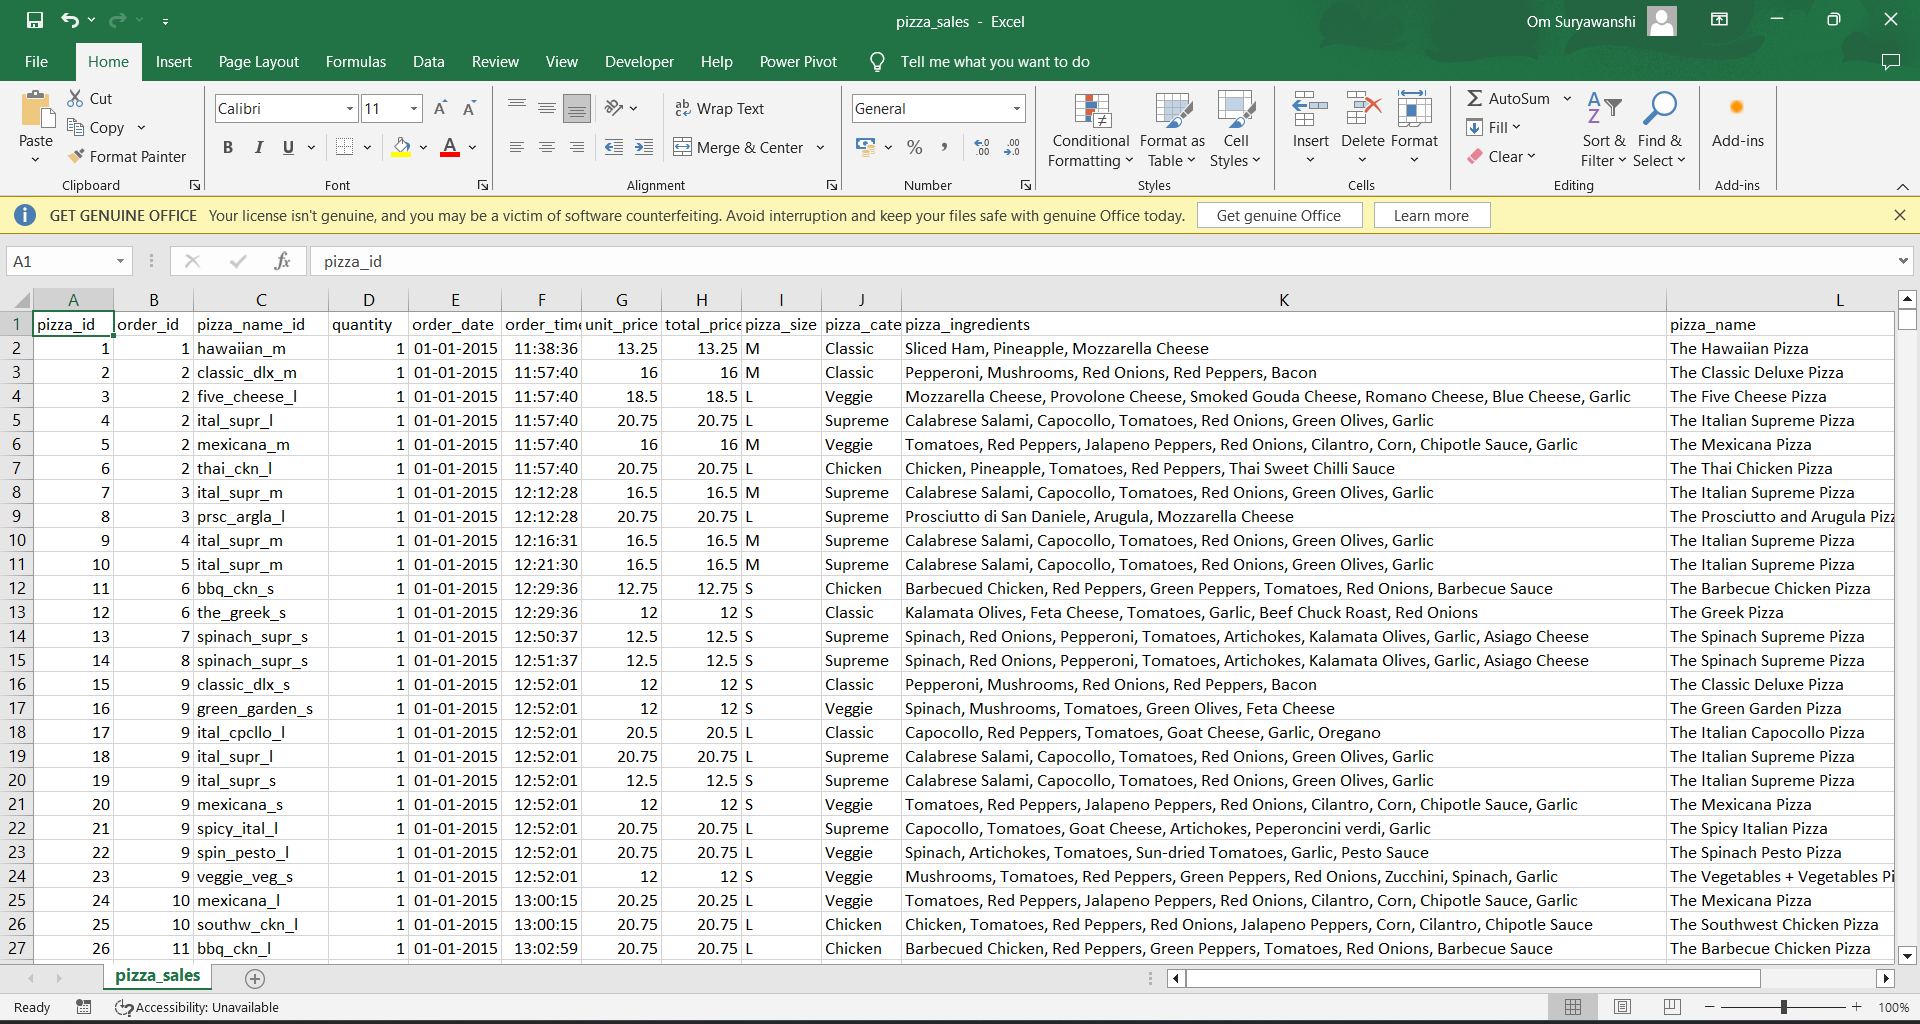 pizza_sales - Excel
Om Suryawanshi
File Home Insert Page Layout Formulas Data Review View Developer Help Power Pivot Tell me what you want to do
Paste
Cut
Copy
Format Painter
Clipboard
Calibri 11
B I U A
Font
Wrap Text
Merge & Center
Alignment
General
% ,
Number
Conditional Formatting
Format as Table
Cell Styles
Styles
Insert Delete Format
Cells
AutoSum
Fill
Clear
Sort & Filter
Find & Select
Editing
Add-ins
Add-ins
GET GENUINE OFFICE Your license isn't genuine, and you may be a victim of software counterfeiting. Avoid interruption and keep your files safe with genuine Office today. Get genuine Office Learn more
A1 fx pizza_id
A B C D E F G H I J K L
1 pizza_id order_id pizza_name_id quantity order_date order_time unit_price total_price pizza_size pizza_cate pizza_ingredients pizza_name
2 1 1 hawaiian_m 1 01-01-2015 11:38:36 13.25 13.25 M Classic Sliced Ham, Pineapple, Mozzarella Cheese The Hawaiian Pizza
3 2 2 classic_dlx_m 1 01-01-2015 11:57:40 16 16 M Classic Pepperoni, Mushrooms, Red Onions, Red Peppers, Bacon The Classic Deluxe Pizza
4 3 2 five_cheese_l 1 01-01-2015 11:57:40 18.5 18.5 L Veggie Mozzarella Cheese, Provolone Cheese, Smoked Gouda Cheese, Romano Cheese, Blue Cheese, Garlic The Five Cheese Pizza
5 4 2 ital_supr_l 1 01-01-2015 11:57:40 20.75 20.75 L Supreme Calabrese Salami, Capocollo, Tomatoes, Red Onions, Green Olives, Garlic The Italian Supreme Pizza
6 5 2 mexicana_m 1 01-01-2015 11:57:40 16 16 M Veggie Tomatoes, Red Peppers, Jalapeno Peppers, Red Onions, Cilantro, Corn, Chipotle Sauce, Garlic The Mexicana Pizza
7 6 2 thai_ckn_l 1 01-01-2015 11:57:40 20.75 20.75 L Chicken Chicken, Pineapple, Tomatoes, Red Peppers, Thai Sweet Chilli Sauce The Thai Chicken Pizza
8 7 3 ital_supr_m 1 01-01-2015 12:12:28 16.5 16.5 M Supreme Calabrese Salami, Capocollo, Tomatoes, Red Onions, Green Olives, Garlic The Italian Supreme Pizza
9 8 3 prsc_argla_l 1 01-01-2015 12:12:28 20.75 20.75 L Supreme Prosciutto di San Daniele, Arugula, Mozzarella Cheese The Prosciutto and Arugula Pizz
10 9 4 ital_supr_m 1 01-01-2015 12:16:31 16.5 16.5 M Supreme Calabrese Salami, Capocollo, Tomatoes, Red Onions, Green Olives, Garlic The Italian Supreme Pizza
11 10 5 ital_supr_m 1 01-01-2015 12:21:30 16.5 16.5 M Supreme Calabrese Salami, Capocollo, Tomatoes, Red Onions, Green Olives, Garlic The Italian Supreme Pizza
12 11 6 bbq_ckn_s 1 01-01-2015 12:29:36 12.75 12.75 S Chicken Barbecued Chicken, Red Peppers, Green Peppers, Tomatoes, Red Onions, Barbecue Sauce The Barbecue Chicken Pizza
13 12 6 the_greek_s 1 01-01-2015 12:29:36 12 12 S Classic Kalamata Olives, Feta Cheese, Tomatoes, Garlic, Beef Chuck Roast, Red Onions The Greek Pizza
14 13 7 spinach_supr_s 1 01-01-2015 12:50:37 12.5 12.5 S Supreme Spinach, Red Onions, Pepperoni, Tomatoes, Artichokes, Kalamata Olives, Garlic, Asiago Cheese The Spinach Supreme Pizza
15 14 8 spinach_supr_s 1 01-01-2015 12:51:37 12.5 12.5 S Supreme Spinach, Red Onions, Pepperoni, Tomatoes, Artichokes, Kalamata Olives, Garlic, Asiago Cheese The Spinach Supreme Pizza
16 15 9 classic_dlx_s 1 01-01-2015 12:52:01 12 12 S Classic Pepperoni, Mushrooms, Red Onions, Red Peppers, Bacon The Classic Deluxe Pizza
17 16 9 green_garden_s 1 01-01-2015 12:52:01 12 12 S Veggie Spinach, Mushrooms, Tomatoes, Green Olives, Feta Cheese The Green Garden Pizza
18 17 9 ital_cpcllo_l 1 01-01-2015 12:52:01 20.5 20.5 L Classic Capocollo, Red Peppers, Tomatoes, Goat Cheese, Garlic, Oregano The Italian Capocollo Pizza
19 18 9 ital_supr_l 1 01-01-2015 12:52:01 20.75 20.75 L Supreme Calabrese Salami, Capocollo, Tomatoes, Red Onions, Green Olives, Garlic The Italian Supreme Pizza
20 19 9 ital_supr_s 1 01-01-2015 12:52:01 12.5 12.5 S Supreme Calabrese Salami, Capocollo, Tomatoes, Red Onions, Green Olives, Garlic The Italian Supreme Pizza
21 20 9 mexicana_s 1 01-01-2015 12:52:01 12 12 S Veggie Tomatoes, Red Peppers, Jalapeno Peppers, Red Onions, Cilantro, Corn, Chipotle Sauce, Garlic The Mexicana Pizza
22 21 9 spicy_ital_l 1 01-01-2015 12:52:01 20.75 20.75 L Supreme Capocollo, Tomatoes, Goat Cheese, Artichokes, Peperoncini verdi, Garlic The Spicy Italian Pizza
23 22 9 spin_pesto_l 1 01-01-2015 12:52:01 20.75 20.75 L Veggie Spinach, Artichokes, Tomatoes, Sun-dried Tomatoes, Garlic, Pesto Sauce The Spinach Pesto Pizza
24 23 9 veggie_veg_s 1 01-01-2015 12:52:01 12 12 S Veggie Mushrooms, Tomatoes, Red Peppers, Green Peppers, Red Onions, Zucchini, Spinach, Garlic The Vegetables + Vegetables Pi
25 24 10 mexicana_l 1 01-01-2015 13:00:15 20.25 20.25 L Veggie Tomatoes, Red Peppers, Jalapeno Peppers, Red Onions, Cilantro, Corn, Chipotle Sauce, Garlic The Mexicana Pizza
26 25 10 southw_ckn_l 1 01-01-2015 13:00:15 20.75 20.75 L Chicken Chicken, Tomatoes, Red Peppers, Red Onions, Jalapeno Peppers, Corn, Cilantro, Chipotle Sauce The Southwest Chicken Pizza
27 26 11 bbq_ckn_l 1 01-01-2015 13:02:59 20.75 20.75 L Chicken Barbecued Chicken, Red Peppers, Green Peppers, Tomatoes, Red Onions, Barbecue Sauce The Barbecue Chicken Pizza
pizza_sales
Ready Accessibility: Unavailable 100%